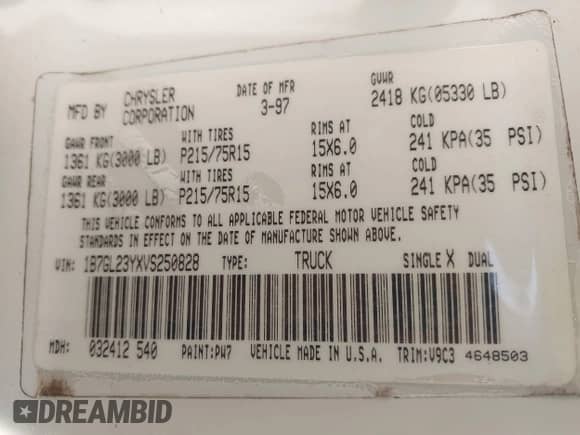 MFD BY CHRYSLER CORPORATION DATE OF MFR 3-97 GVWR 2418 KG(05330 LB)
GAWR FRONT WITH TIRES RIMS AT COLD
1361 KG(3000 LB) P215/75R15 15X6.0 241 KPA(35 PSI)
GAWR REAR WITH TIRES RIMS AT COLD
1361 KG(3000 LB) P215/75R15 15X6.0 241 KPA(35 PSI)
THIS VEHICLE CONFORMS TO ALL APPLICABLE FEDERAL MOTOR VEHICLE SAFETY
STANDARDS IN EFFECT ON THE DATE OF MANUFACTURE SHOWN ABOVE.
VIN: 1B7GL23YXVS250828 TYPE: TRUCK SINGLE X DUAL
MDH: 032412 540 PAINT:PW7 VEHICLE MADE IN U.S.A. TRIM:V9C3 4648503
DREAMBID